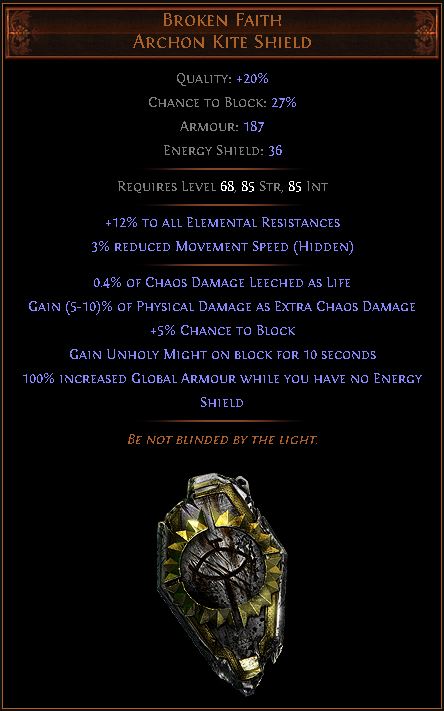 Broken Faith
Archon Kite Shield
Quality: +20%
Chance to Block: 27%
Armour: 187
Energy Shield: 36
Requires Level 68, 85 Str, 85 Int
+12% to all Elemental Resistances
3% reduced Movement Speed (Hidden)
0.4% of Chaos Damage Leeched as Life
Gain (5-10)% of Physical Damage as Extra Chaos Damage
+5% Chance to Block
Gain Unholy Might on block for 10 seconds
100% increased Global Armour while you have no Energy
Shield
Be not blinded by the light.